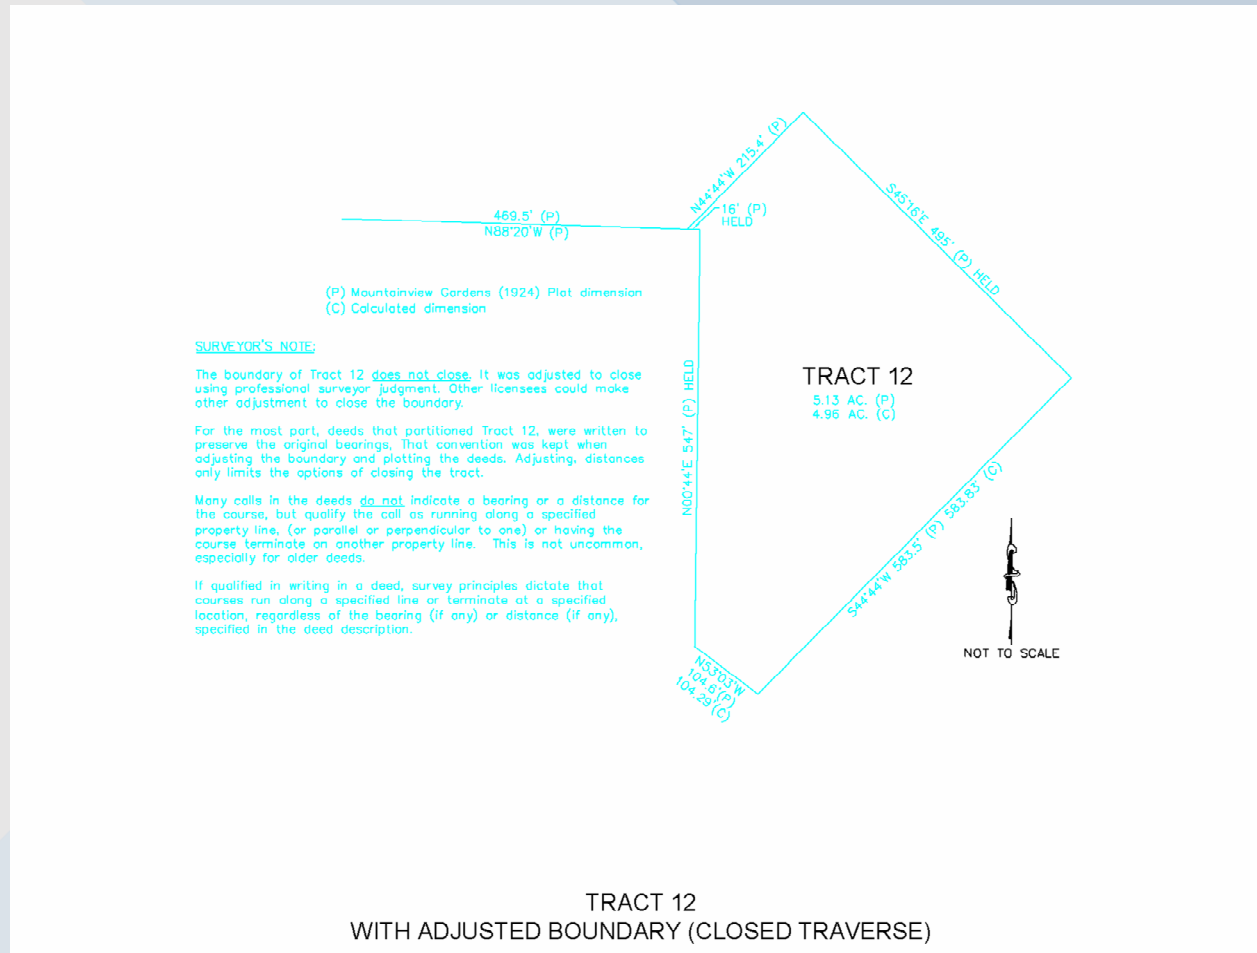 N44°44'W 215.4' (P)
16' (P)
HELD
S45°16'E 495' (P) HELD
469.5' (P)
N88°20'W (P)
(P) Mountainview Gardens (1924) Plat dimension
(C) Calculated dimension
SURVEYOR'S NOTE:
The boundary of Tract 12 does not close. It was adjusted to close
using professional surveyor judgment. Other licensees could make
other adjustment to close the boundary.
For the most part, deeds that partitioned Tract 12, were written to
preserve the original bearings. That convention was kept when
adjusting the boundary and plotting the deeds. Adjusting, distances
only limits the options of closing the tract.
Many calls in the deeds do not indicate a bearing or a distance for
the course, but qualify the call as running along a specified
property line, (or parallel or perpendicular to one) or having the
course terminate on another property line. This is not uncommon,
especially for older deeds.
If qualified in writing in a deed, survey principles dictate that
courses run along a specified line or terminate at a specified
location, regardless of the bearing (if any) or distance (if any),
specified in the deed description.
N00°44'E 547' (P) HELD
TRACT 12
5.13 AC. (P)
4.96 AC. (C)
S44°44'W 583.5' (P) 583.83' (C)
N53°03'W
104.6'(P)
104.29'(C)
NOT TO SCALE
TRACT 12
WITH ADJUSTED BOUNDARY (CLOSED TRAVERSE)